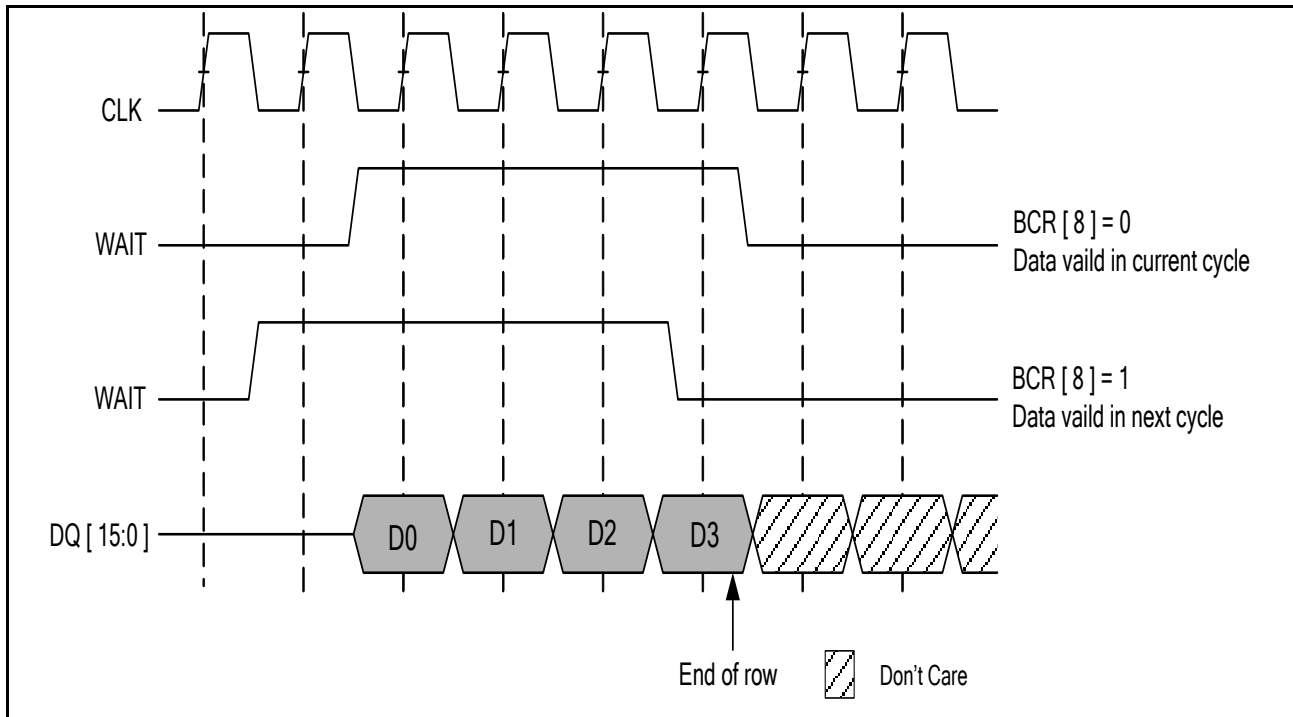 CLK
WAIT
BCR [ 8 ] = 0
Data vaild in current cycle
WAIT
BCR [ 8 ] = 1
Data vaild in next cycle
DQ [ 15:0 ]
D0
D1
D2
D3
End of row
Don't Care